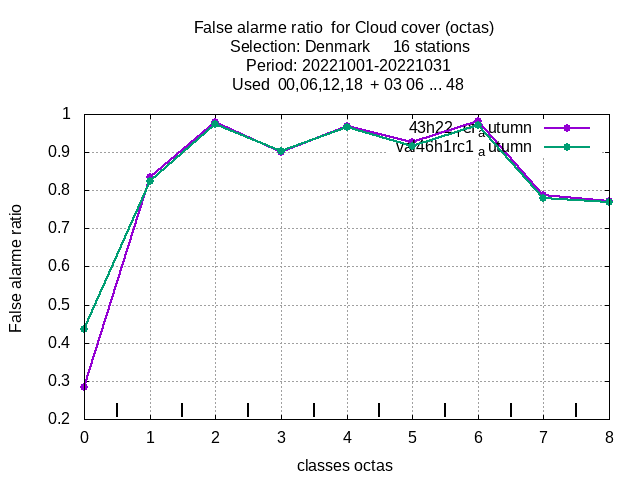 False alarme ratio  for Cloud cover (octas)
Selection: Denmark     16 stations
Period: 20221001-20221031
Used  00,06,12,18  + 03 06 ... 48
1
0.9
0.8
0.7
0.6
0.5
0.4
0.3
0.2
False alarme ratio
utumn
a utumn
0 1 2 3 4 5 6 7 8
classes octas